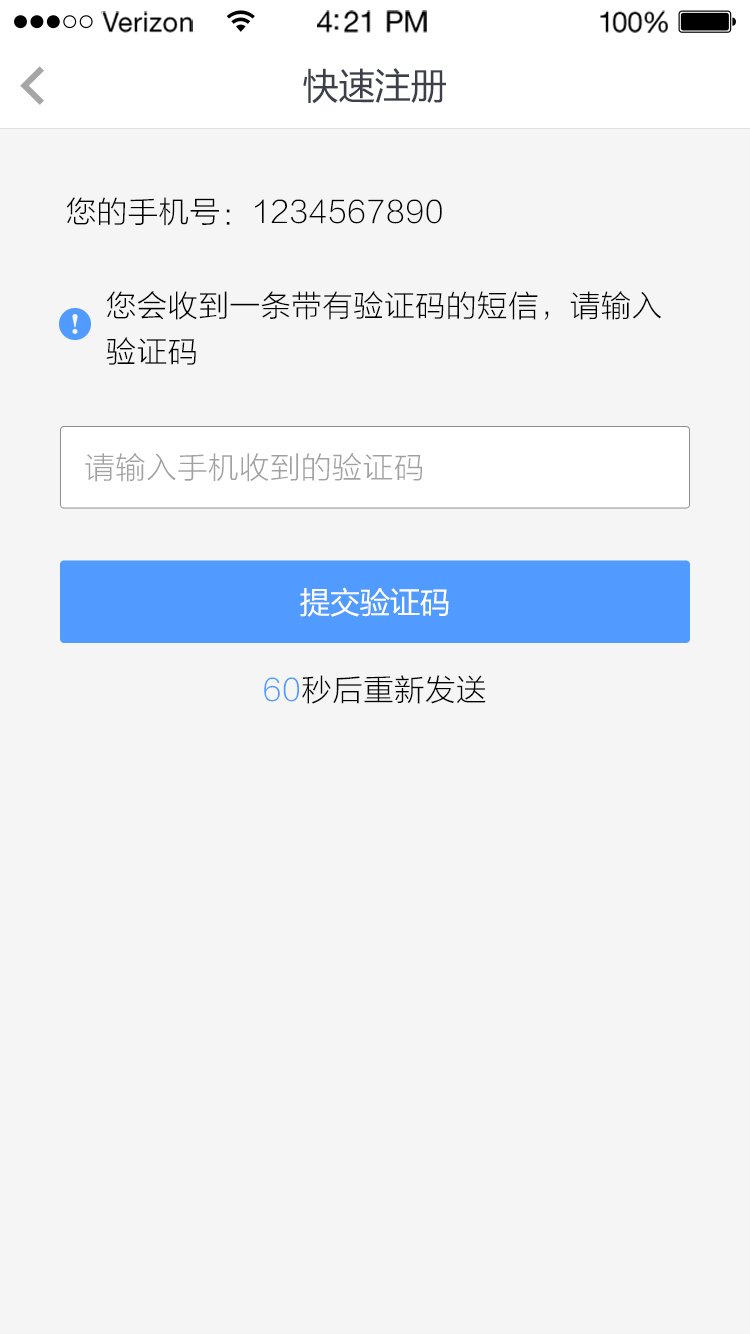 Verizon 4:21 PM 100%
快速注册
您的手机号：1234567890
您会收到一条带有验证码的短信，请输入
验证码
请输入手机收到的验证码
提交验证码
60秒后重新发送